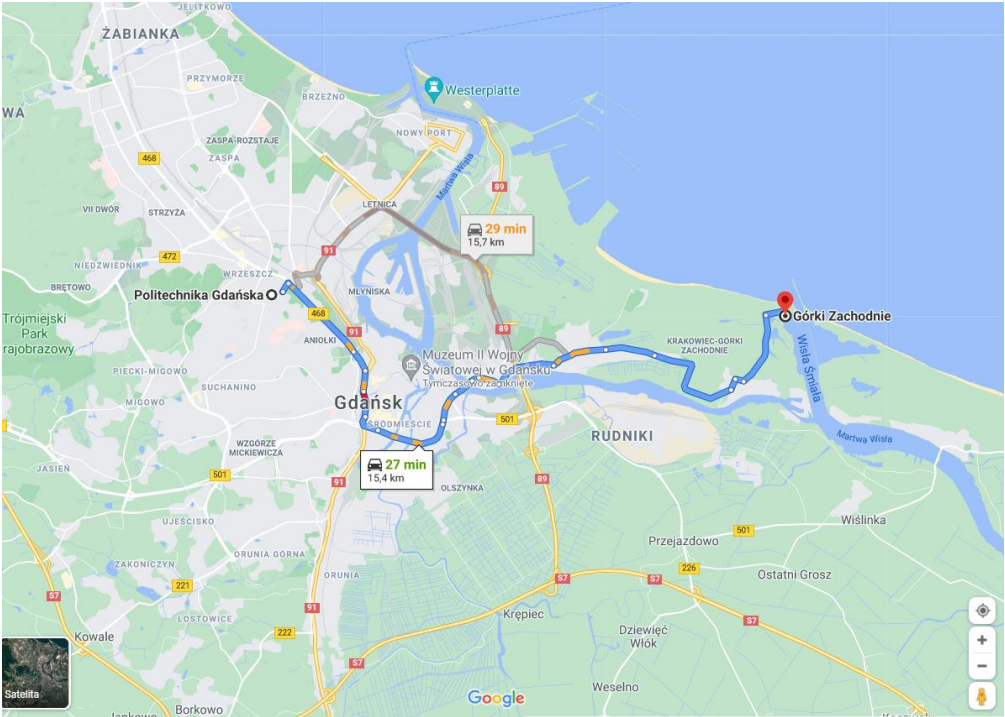 JELITKOWO
ŻABIANKA
PRZYMORZE
BRZEŹNO
Westerplatte
WA
NOWY PORT
ZASPA-ROZSTAJE
468
ZASPA
Martwa Wisła
89
VII DWÓR
STRZYŻA
LETNICA
29 min
15,7 km
91
472
NIEDŹWIEDNIK
WRZESZCZ
BRĘTOWO
Politechnika Gdańska
MŁYNISKA
468
Górki Zachodnie
Trójmiejski
Park
rajobrazowy
91
89
ANIOŁKI
KRAKOWIEC-GÓRKI
ZACHODNIE
Wisła Śmiała
Muzeum II Wojny
Światowej w Gdańsku
Tymczasowo zamknięte
PIECKI-MIGOWO
SUCHANINO
MIGOWO
Gdańsk
ŚRÓDMIEŚCIE
501
RUDNIKI
Martwa Wisła
WZGÓRZE
MICKIEWICZA
JASIEŃ
27 min
15,4 km
501
91
89
OLSZYNKA
UJEŚCISKO
Wiślinka
501
Przejazdowo
ORUNIA GÓRNA
ZAKONICZYN
ORUNIA
226
Ostatni Grosz
221
S7
S7
S7
91
ŁOSTOWICE
Krępiec
S7
222
Dziewięć
Włók
Kowale
S7
Satelita
Weselno
Google
Borkowo